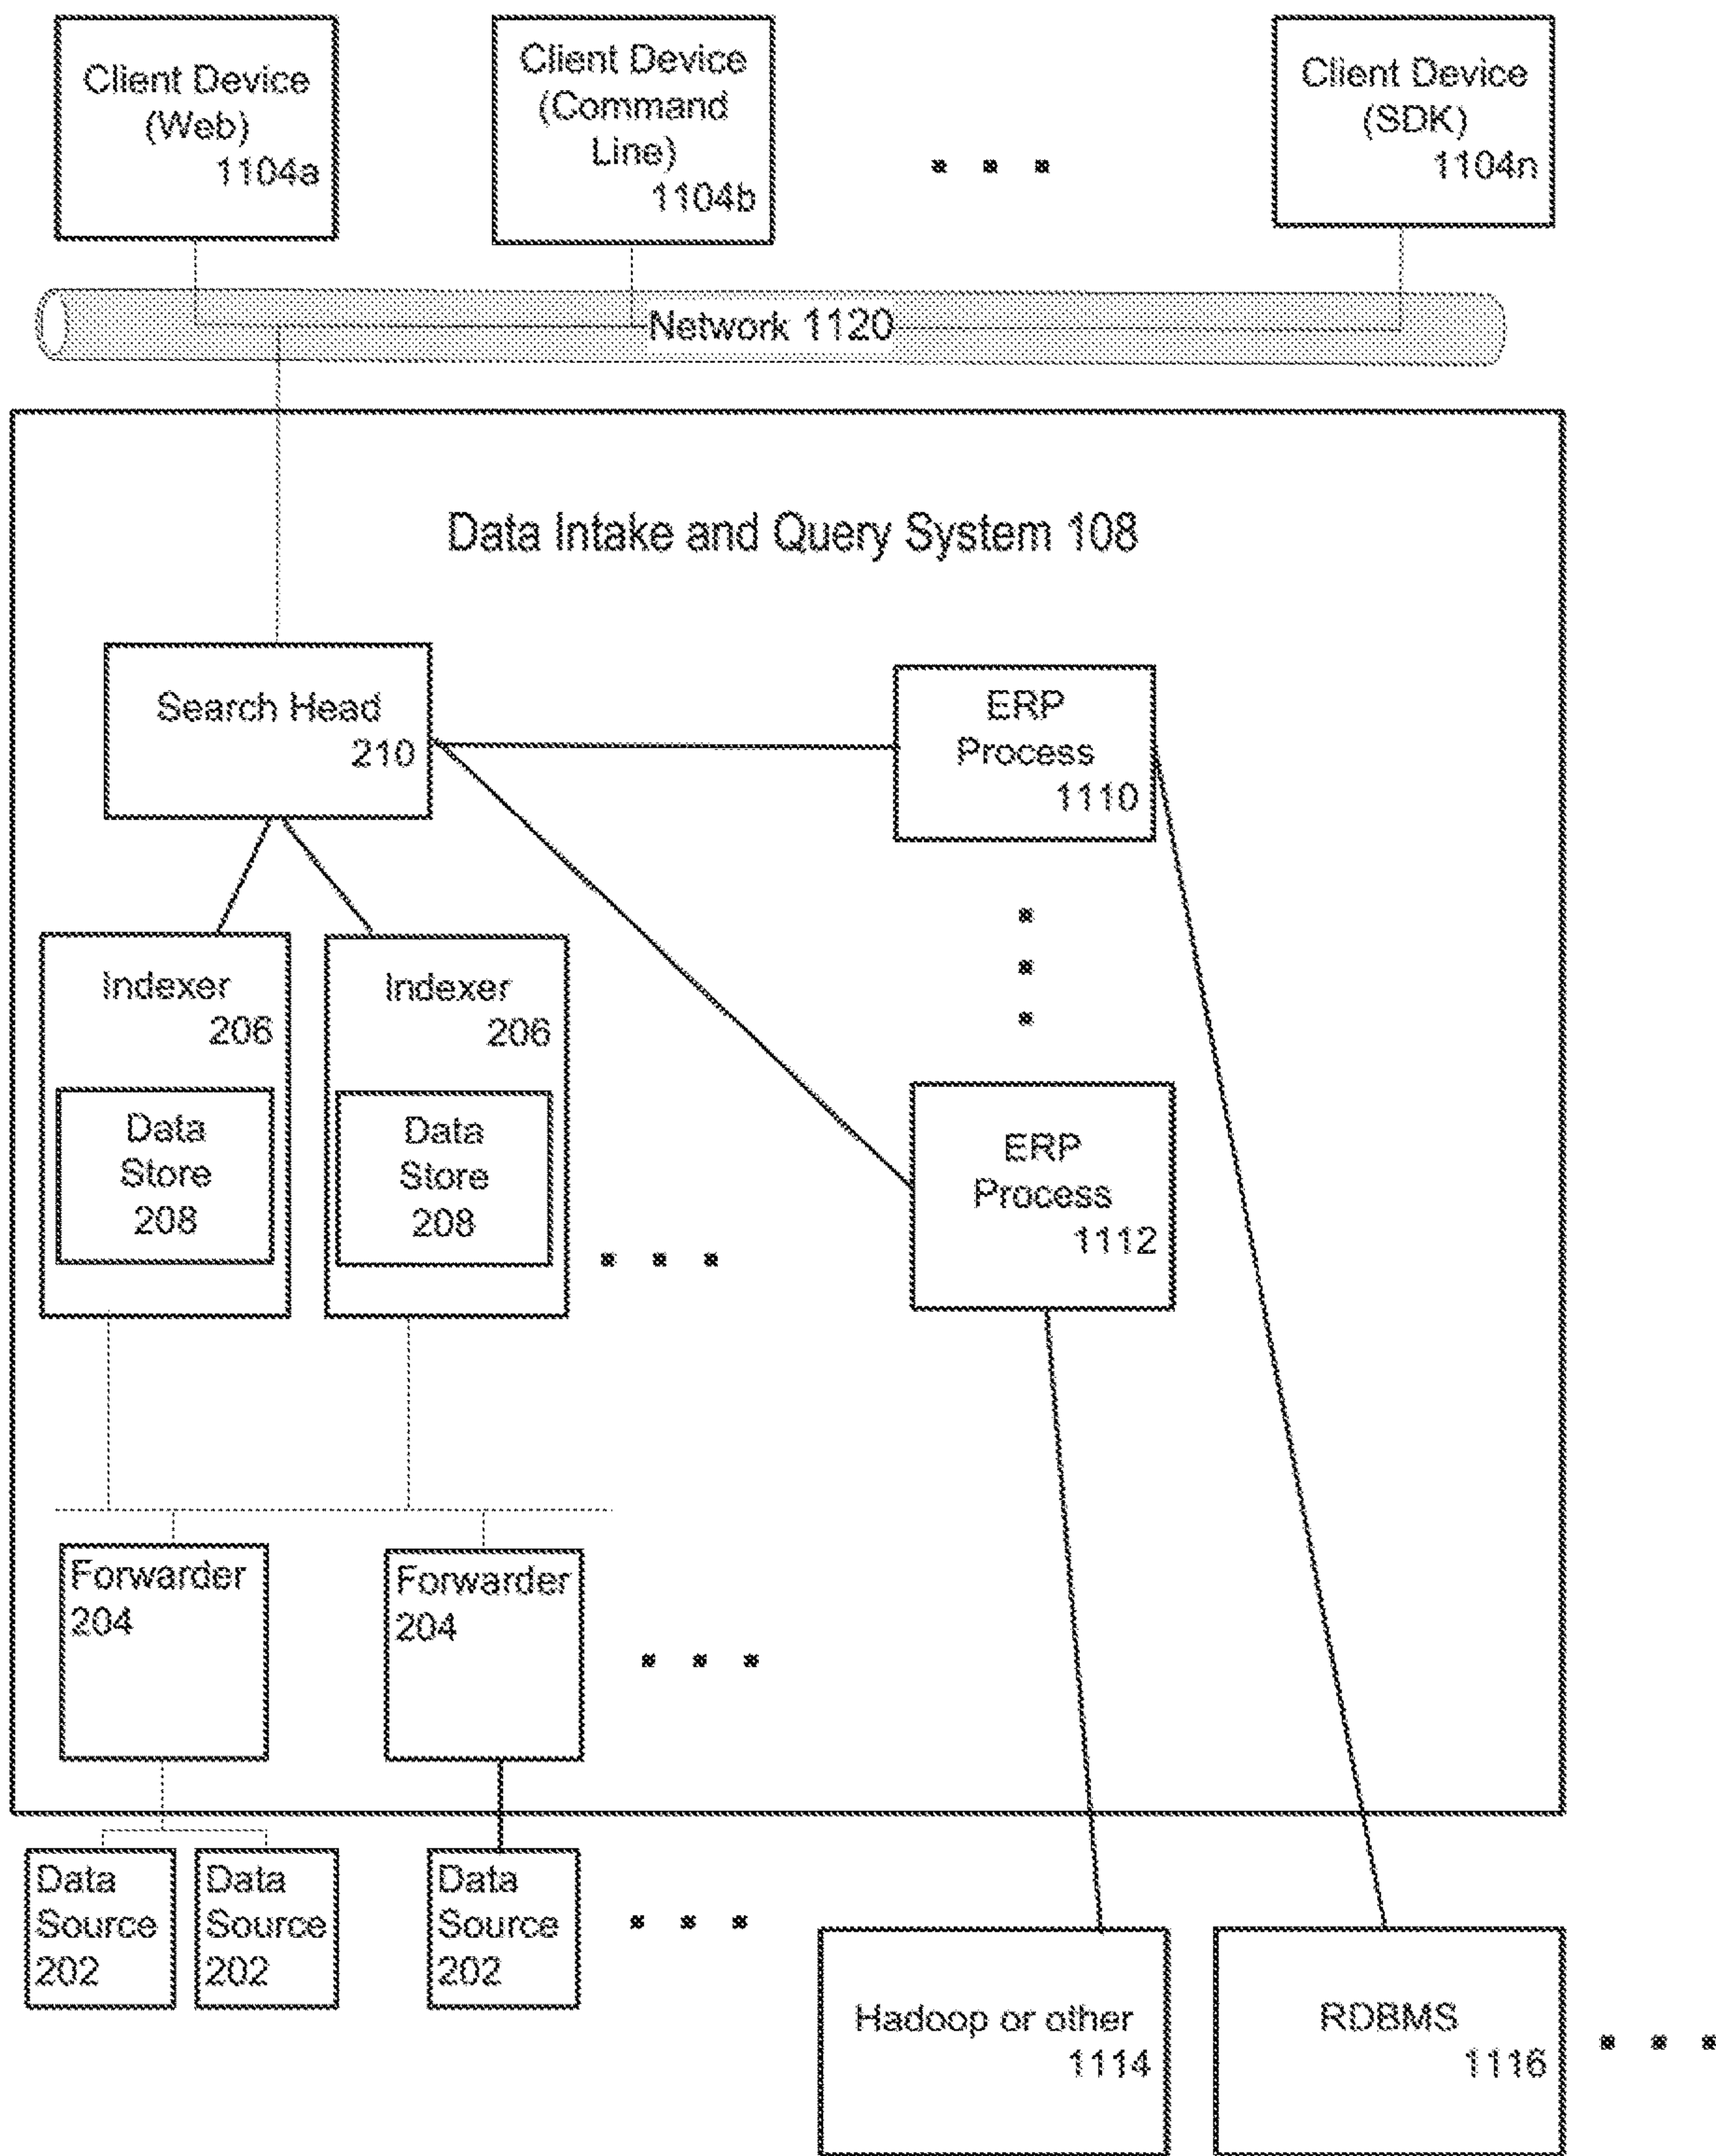 Client Device
(Web)
1104a
Client Device
(Command
Line)
1104b
Client Device
(SDK)
1104n
Network 1120
Data Intake and Query System 108
Search Head
210
ERP
Process
1110
Indexer
206
Data
Store
208
Indexer
206
Data
Store
208
ERP
Process
1112
Forwarder
204
Forwarder
204
Data
Source
202
Data
Source
202
Data
Source
202
Hadoop or other
1114
RDBMS
1116